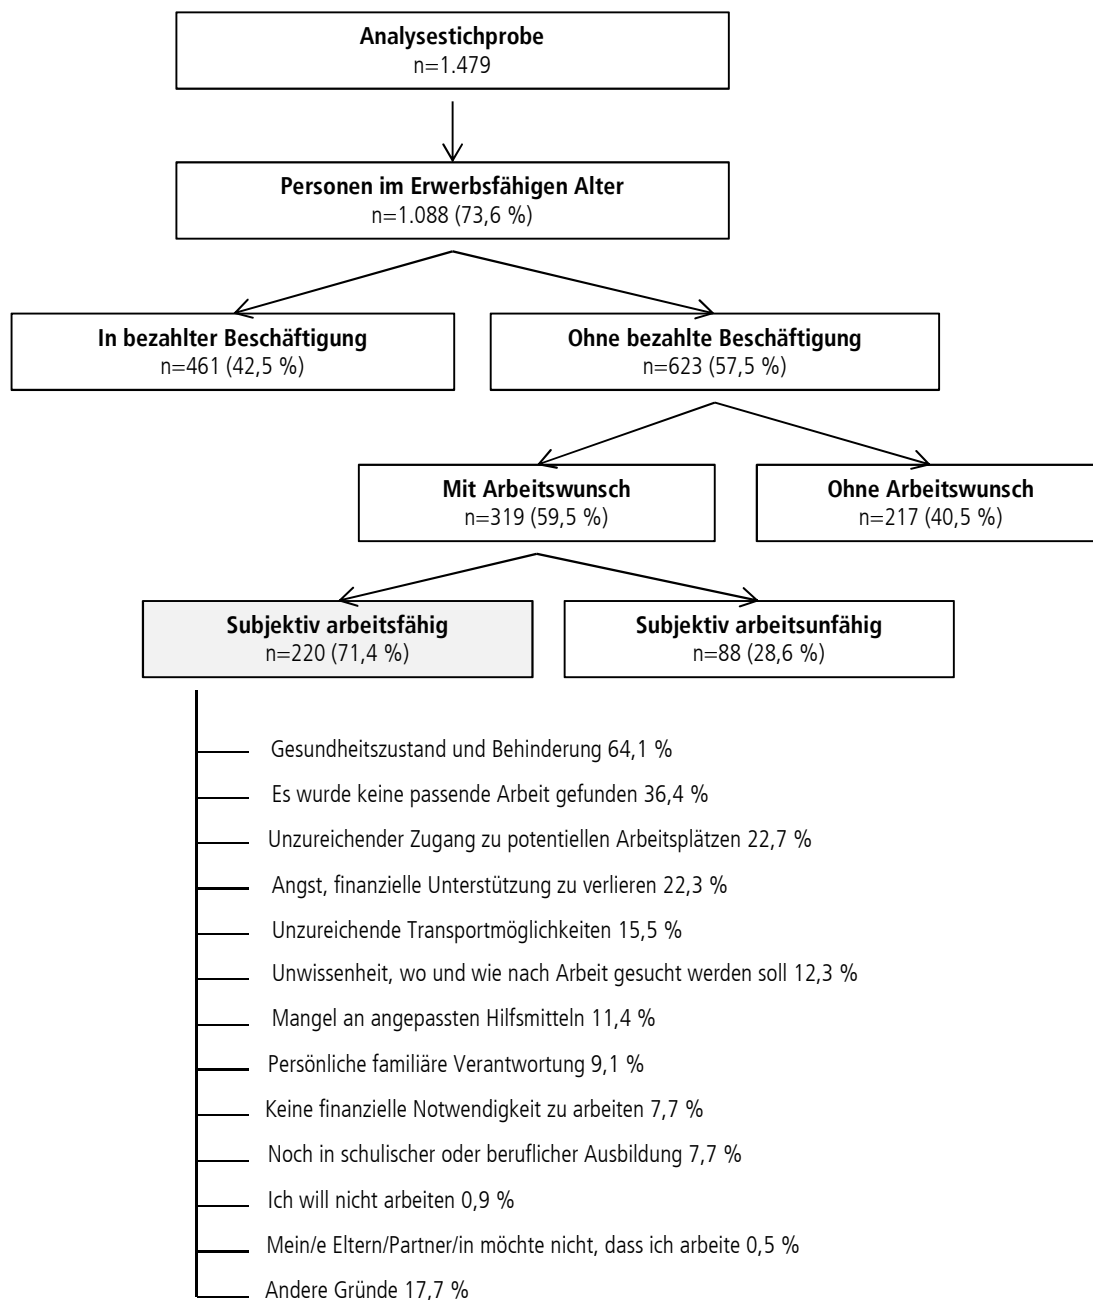 Analysestichprobe
n=1.479
Personen im Erwerbsfähigen Alter
n=1.088 (73,6 %)
In bezahlter Beschäftigung
n=461 (42,5 %)
Ohne bezahlte Beschäftigung
n=623 (57,5 %)
Mit Arbeitswunsch
n=319 (59,5 %)
Ohne Arbeitswunsch
n=217 (40,5 %)
Subjektiv arbeitsfähig
n=220 (71,4 %)
Subjektiv arbeitsunfähig
n=88 (28,6 %)
Gesundheitszustand und Behinderung 64,1 %
Es wurde keine passende Arbeit gefunden 36,4 %
Unzureichender Zugang zu potentiellen Arbeitsplätzen 22,7 %
Angst, finanzielle Unterstützung zu verlieren 22,3 %
Unzureichende Transportmöglichkeiten 15,5 %
Unwissenheit, wo und wie nach Arbeit gesucht werden soll 12,3 %
Mangel an angepassten Hilfsmitteln 11,4 %
Persönliche familiäre Verantwortung 9,1 %
Keine finanzielle Notwendigkeit zu arbeiten 7,7 %
Noch in schulischer oder beruflicher Ausbildung 7,7 %
Ich will nicht arbeiten 0,9 %
Mein/e Eltern/Partner/in möchte nicht, dass ich arbeite 0,5 %
Andere Gründe 17,7 %